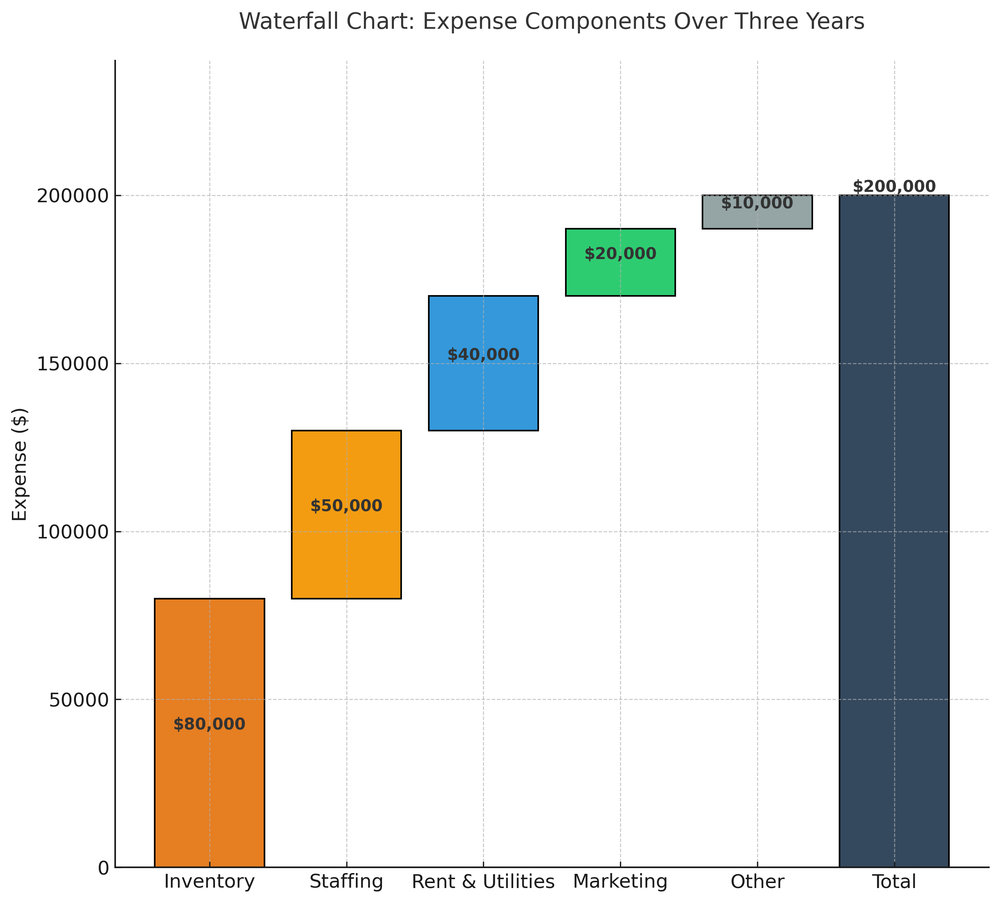 Waterfall Chart: Expense Components Over Three Years
Expense ($)
200000
150000
100000
50000
0
$80,000
$50,000
$40,000
$20,000
$10,000
$200,000
Inventory
Staffing
Rent & Utilities
Marketing
Other
Total